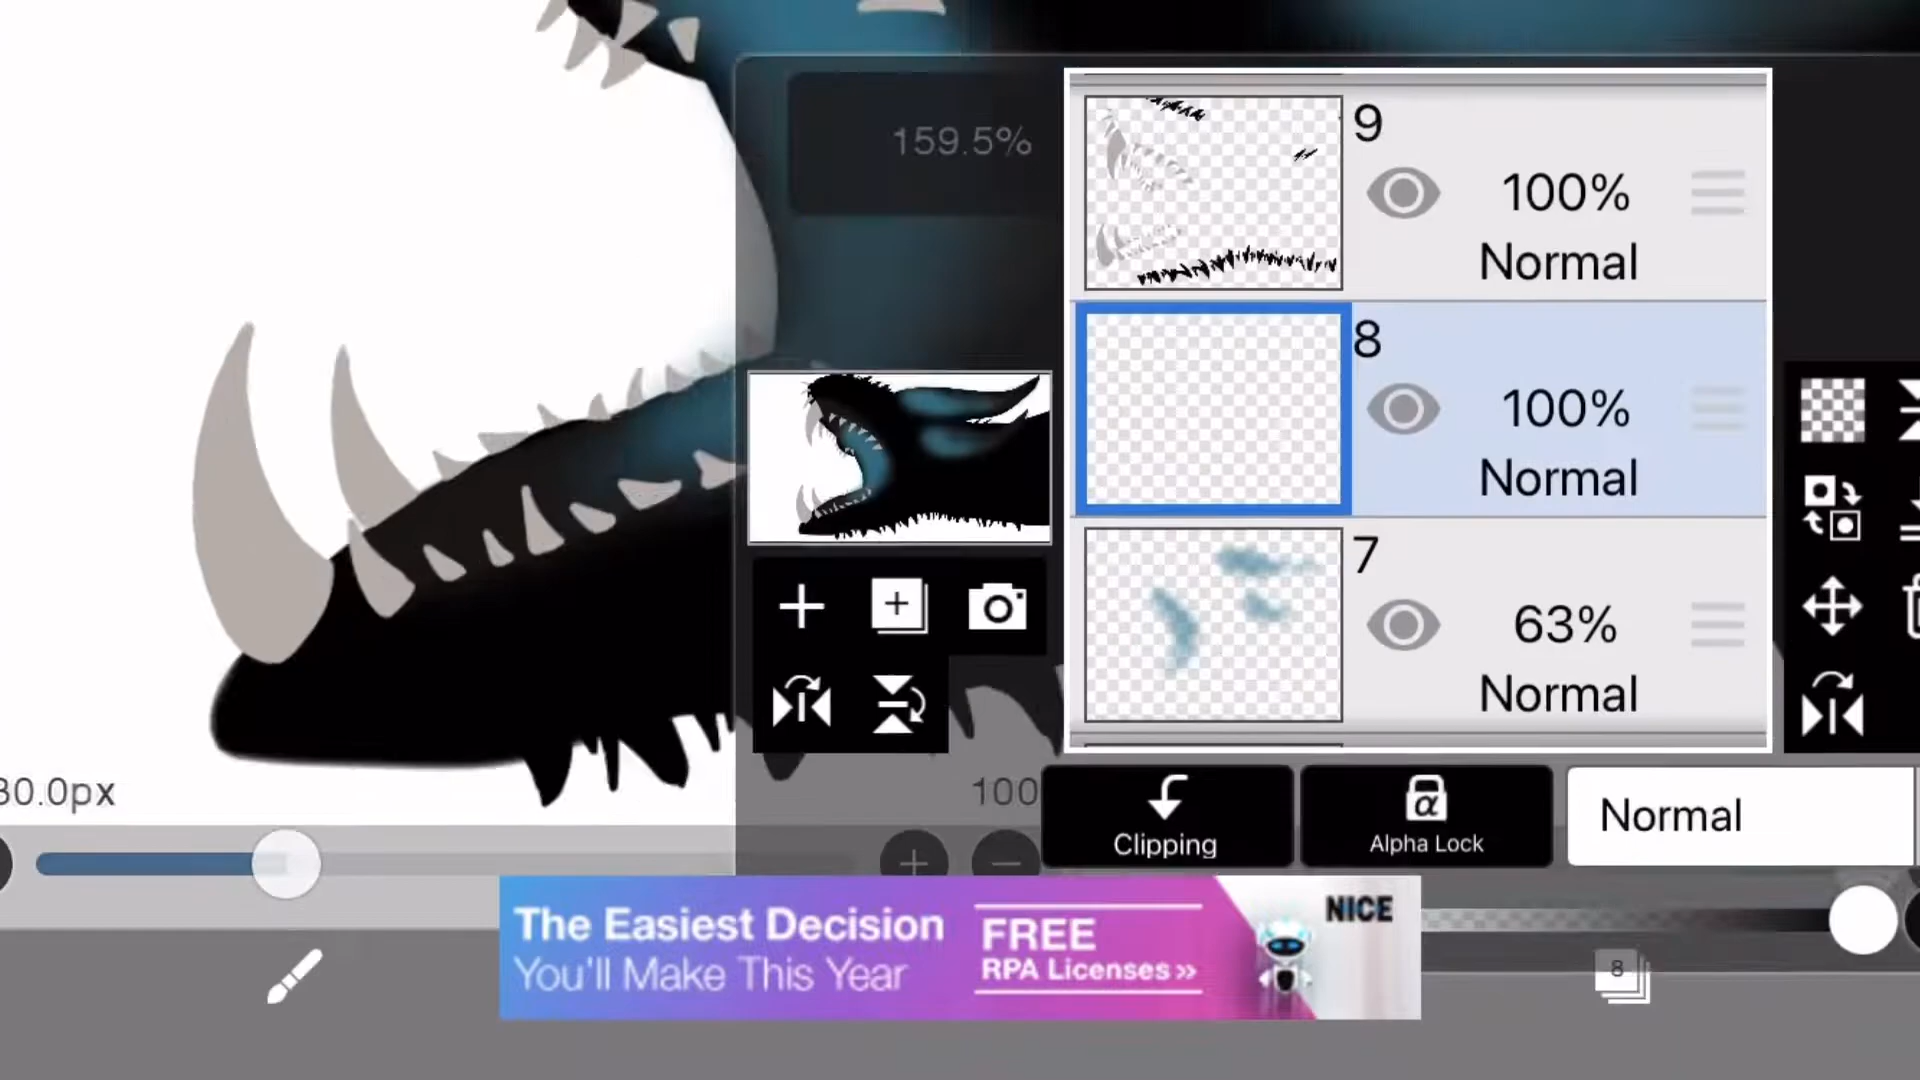 159.5%
9
100%
Normal
8
100%
Normal
7
63%
Normal
30.0px
100
Clipping
α
Alpha Lock
Normal
The Easiest Decision
You'll Make This Year
FREE
RPA Licenses »
NICE
8